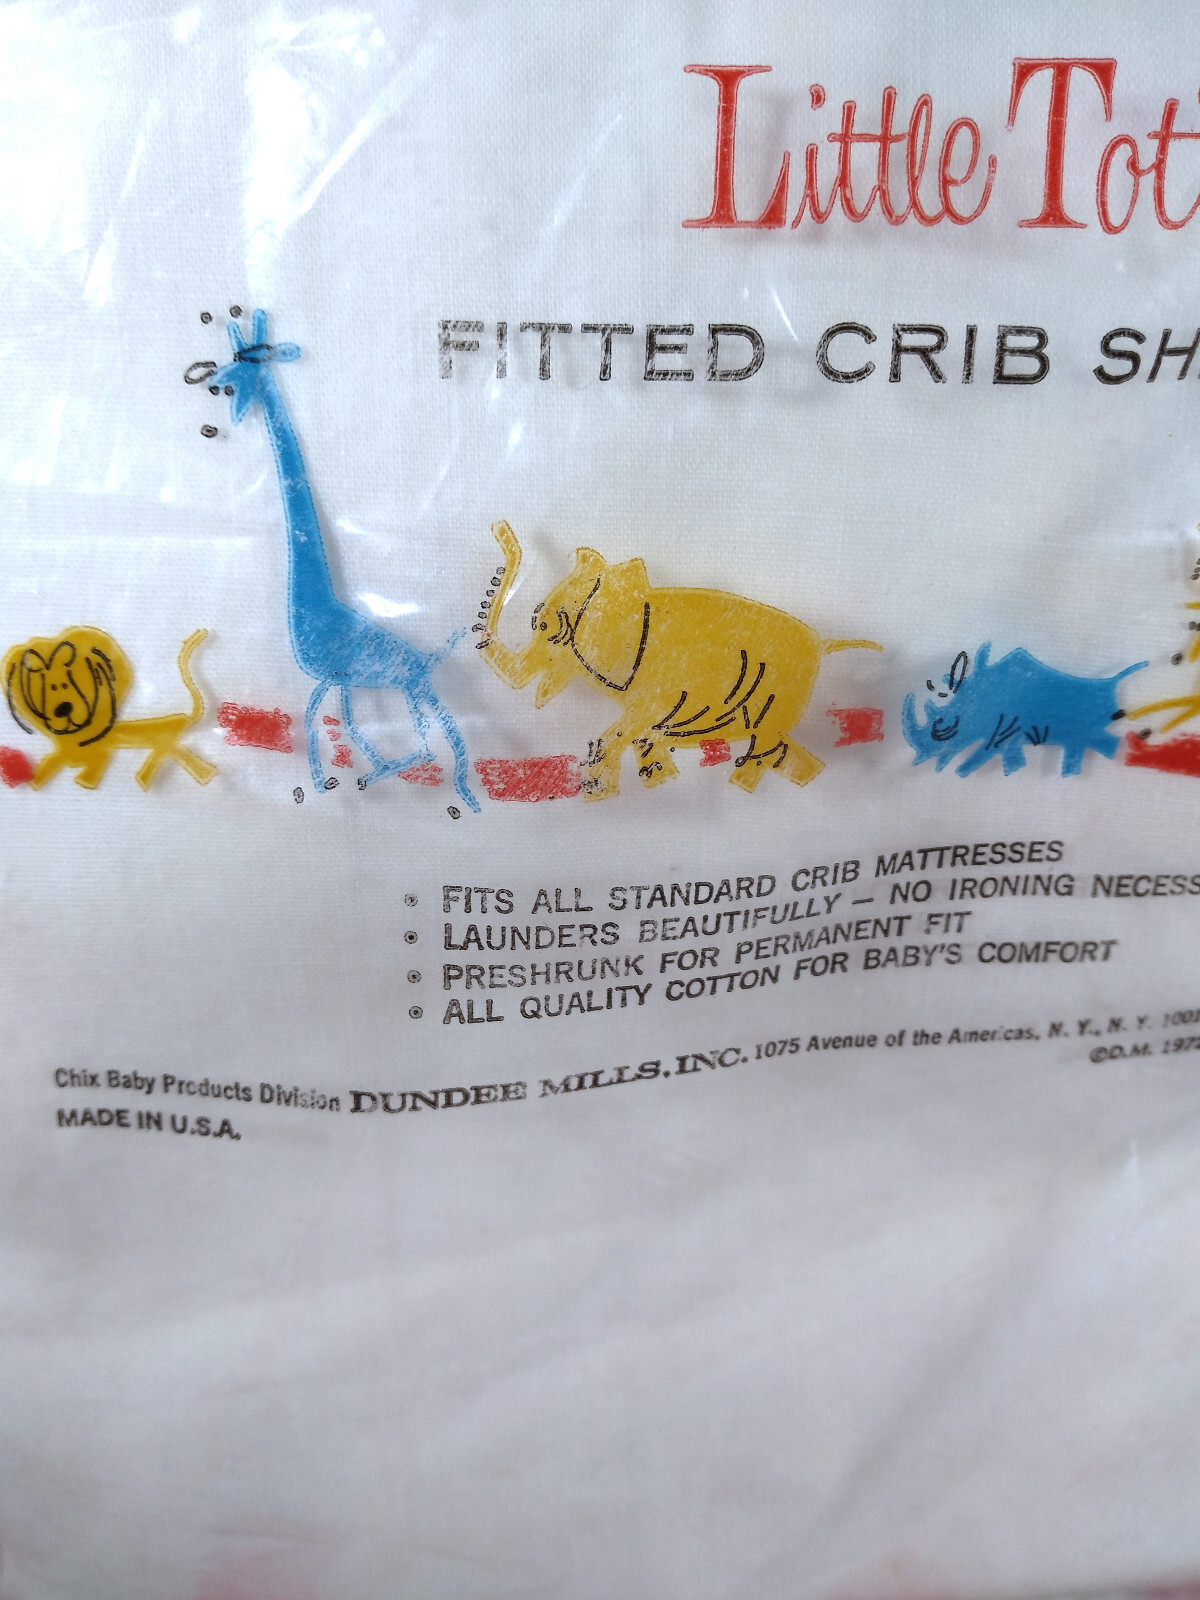 Little Tot'
FITTED CRIB SH
• FITS ALL STANDARD CRIB MATTRESSES
• LAUNDERS BEAUTIFULLY — NO IRONING NECESS
• PRESHRUNK FOR PERMANENT FIT
• ALL QUALITY COTTON FOR BABY'S COMFORT
Chix Baby Products Division DUNDEE MILLS, INC. 1075 Avenue of the Americas, N. Y., N. Y. 1001
©D.M. 1972
MADE IN U.S.A.